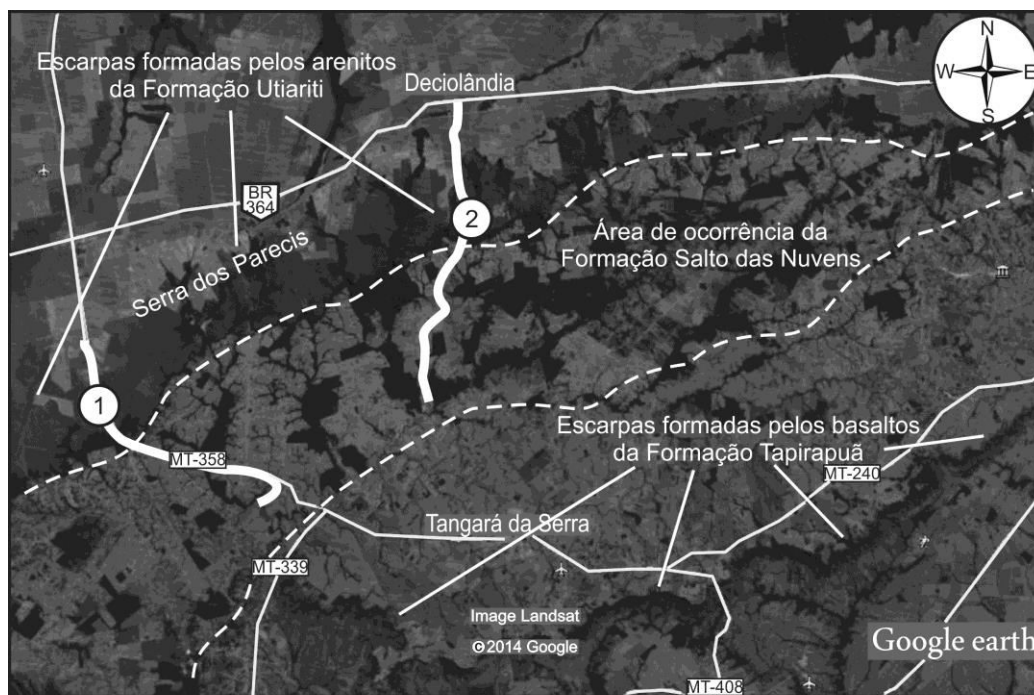 N
W E
S
Escarpas formadas pelos arenitos
da Formação Utiariti
Deciolândia
BR
364
2
Área de ocorrência da
Formação Salto das Nuvens
Serra dos Parecis
1
MT-358
Escarpas formadas pelos basaltos
da Formação Tapirapuã
MT-240
Tangará da Serra
MT-339
Image Landsat
©2014 Google
Google earth
MT-408